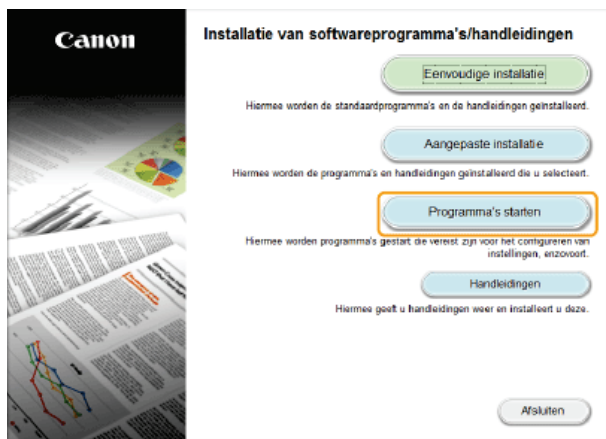 Canon
Installatie van softwareprogramma's/handleidingen
Eenvoudige installatie
Hiermee worden de standaardprogramma's en de handleidingen geïnstalleerd.
Aangepaste installatie
Hiermee worden de programma's en handleidingen geïnstalleerd die u selecteert.
Programma's starten
Hiermee worden programma's gestart die vereist zijn voor het configureren van
instellingen, enzovoort.
Handleidingen
Hiermee geeft u handleidingen weer en installeert u deze.
Afsluiten